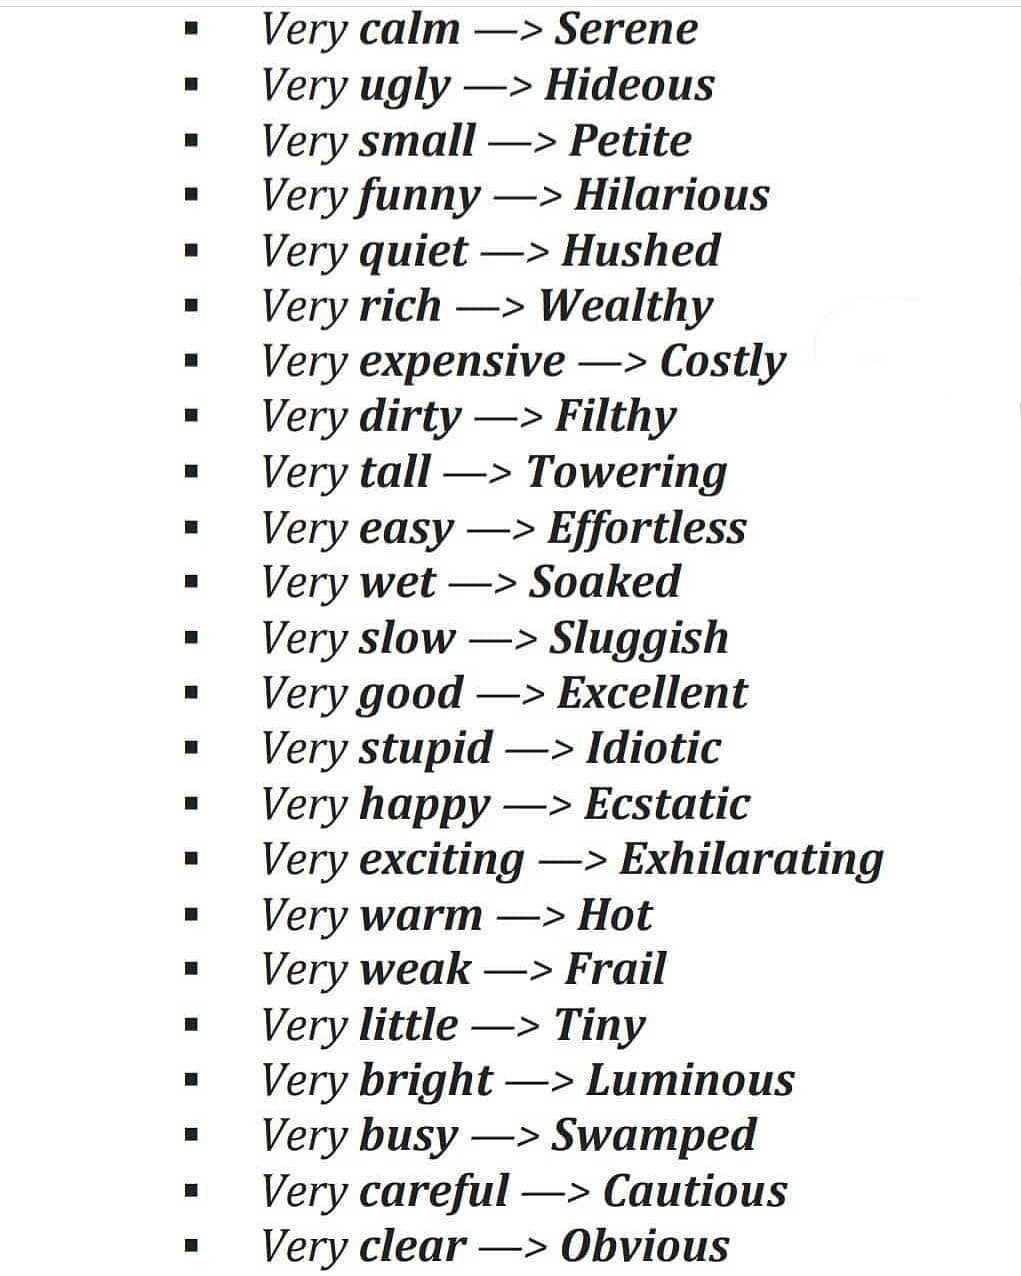 ▪ Very calm —> Serene
▪ Very ugly —> Hideous
▪ Very small —> Petite
▪ Very funny —> Hilarious
▪ Very quiet —> Hushed
▪ Very rich —> Wealthy
▪ Very expensive —> Costly
▪ Very dirty —> Filthy
▪ Very tall —> Towering
▪ Very easy —> Effortless
▪ Very wet —> Soaked
▪ Very slow —> Sluggish
▪ Very good —> Excellent
▪ Very stupid —> Idiotic
▪ Very happy —> Ecstatic
▪ Very exciting —> Exhilarating
▪ Very warm —> Hot
▪ Very weak —> Frail
▪ Very little —> Tiny
▪ Very bright —> Luminous
▪ Very busy —> Swamped
▪ Very careful —> Cautious
▪ Very clear —> Obvious